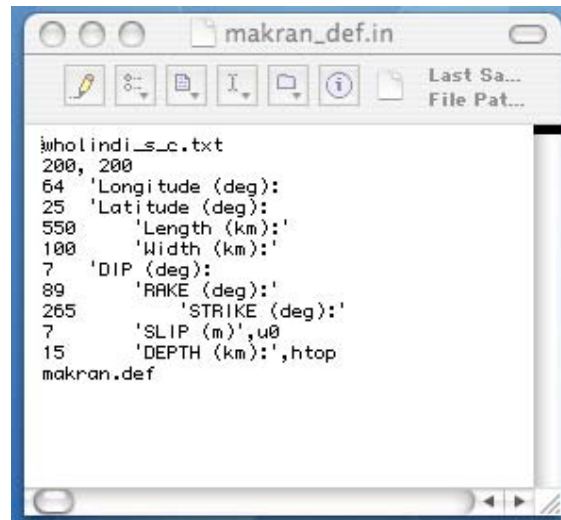 makran_def.in
Last Sa...
File Pat...
wholindi_s_c.txt
200, 200
64 'Longitude (deg):
25 'Latitude (deg):
550 'Length (km):'
100 'Width (km):'
7 'DIP (deg):
89 'RAKE (deg):'
265 'STRIKE (deg):'
7 'SLIP (m)',u0
15 'DEPTH (km):',htop
makran.def